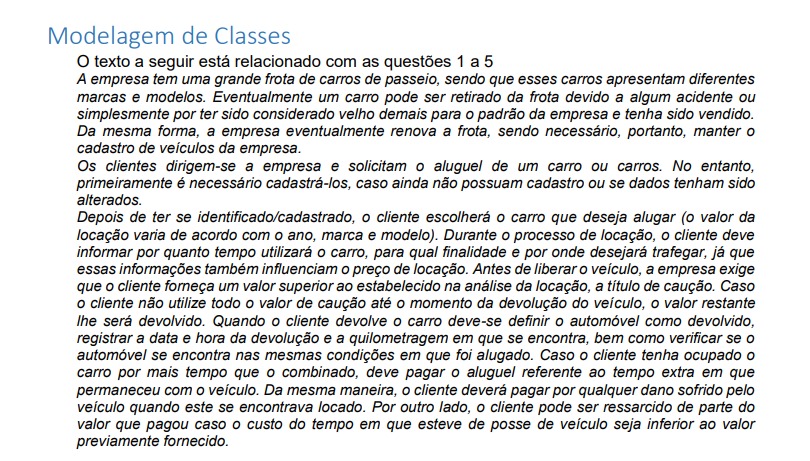 Modelagem de Classes
O texto a seguir está relacionado com as questões 1 a 5
A empresa tem uma grande frota de carros de passeio, sendo que esses carros apresentam diferentes
marcas e modelos. Eventualmente um carro pode ser retirado da frota devido a algum acidente ou
simplesmente por ter sido considerado velho demais para o padrão da empresa e tenha sido vendido.
Da mesma forma, a empresa eventualmente renova a frota, sendo necessário, portanto, manter o
cadastro de veículos da empresa.
Os clientes dirigem-se a empresa e solicitam o aluguel de um carro ou carros. No entanto,
primeiramente é necessário cadastrá-los, caso ainda não possuam cadastro ou se dados tenham sido
alterados.
Depois de ter se identificado/cadastrado, o cliente escolherá o carro que deseja alugar (o valor da
locação varia de acordo com o ano, marca e modelo). Durante o processo de locação, o cliente deve
informar por quanto tempo utilizará o carro, para qual finalidade e por onde desejará trafegar, já que
essas informações também influenciam o preço de locação. Antes de liberar o veículo, a empresa exige
que o cliente forneça um valor superior ao estabelecido na análise da locação, a título de caução. Caso
o cliente não utilize todo o valor de caução até o momento da devolução do veículo, o valor restante
lhe será devolvido. Quando o cliente devolve o carro deve-se definir o automóvel como devolvido,
registrar a data e hora da devolução e a quilometragem em que se encontra, bem como verificar se o
automóvel se encontra nas mesmas condições em que foi alugado. Caso o cliente tenha ocupado o
carro por mais tempo que o combinado, deve pagar o aluguel referente ao tempo extra em que
permaneceu com o veículo. Da mesma maneira, o cliente deverá pagar por qualquer dano sofrido pelo
veículo quando este se encontrava locado. Por outro lado, o cliente pode ser ressarcido de parte do
valor que pagou caso o custo do tempo em que esteve de posse de veículo seja inferior ao valor
previamente fornecido.